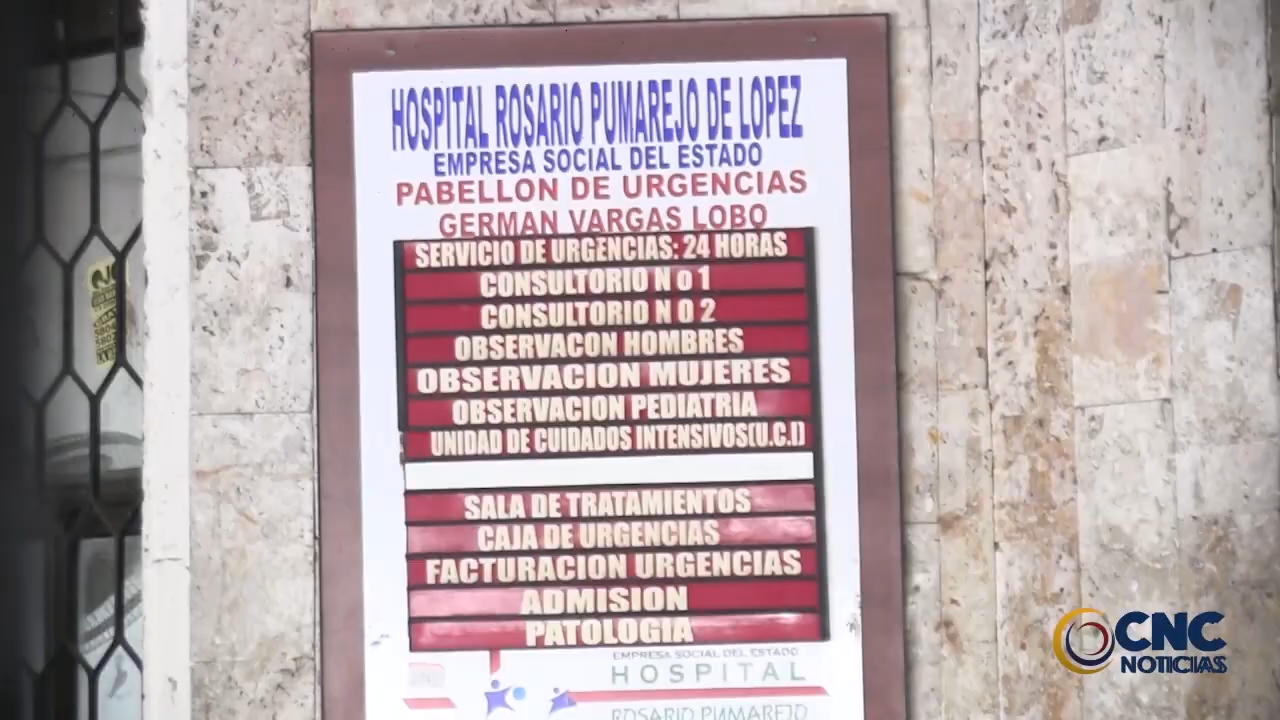 HOSPITAL ROSARIO PUMAREJO DE LOPEZ
EMPRESA SOCIAL DEL ESTADO
PABELLON DE URGENCIAS
GERMAN VARGAS LOBO
SERVICIO DE URGENCIAS: 24 HORAS
CONSULTORIO N o 1
CONSULTORIO N O 2
OBSERVACON HOMBRES
OBSERVACION MUJERES
OBSERVACION PEDIATRIA
UNIDAD DE CUIDADOS INTENSIVOS(U.C.I)
SALA DE TRATAMIENTOS
CAJA DE URGENCIAS
FACTURACION URGENCIAS
ADMISION
PATOLOGIA
EMPRESA SOCIAL DEL ESTADO
HOSPITAL
ROSARIO PUMAREJO
CNC
NOTICIAS